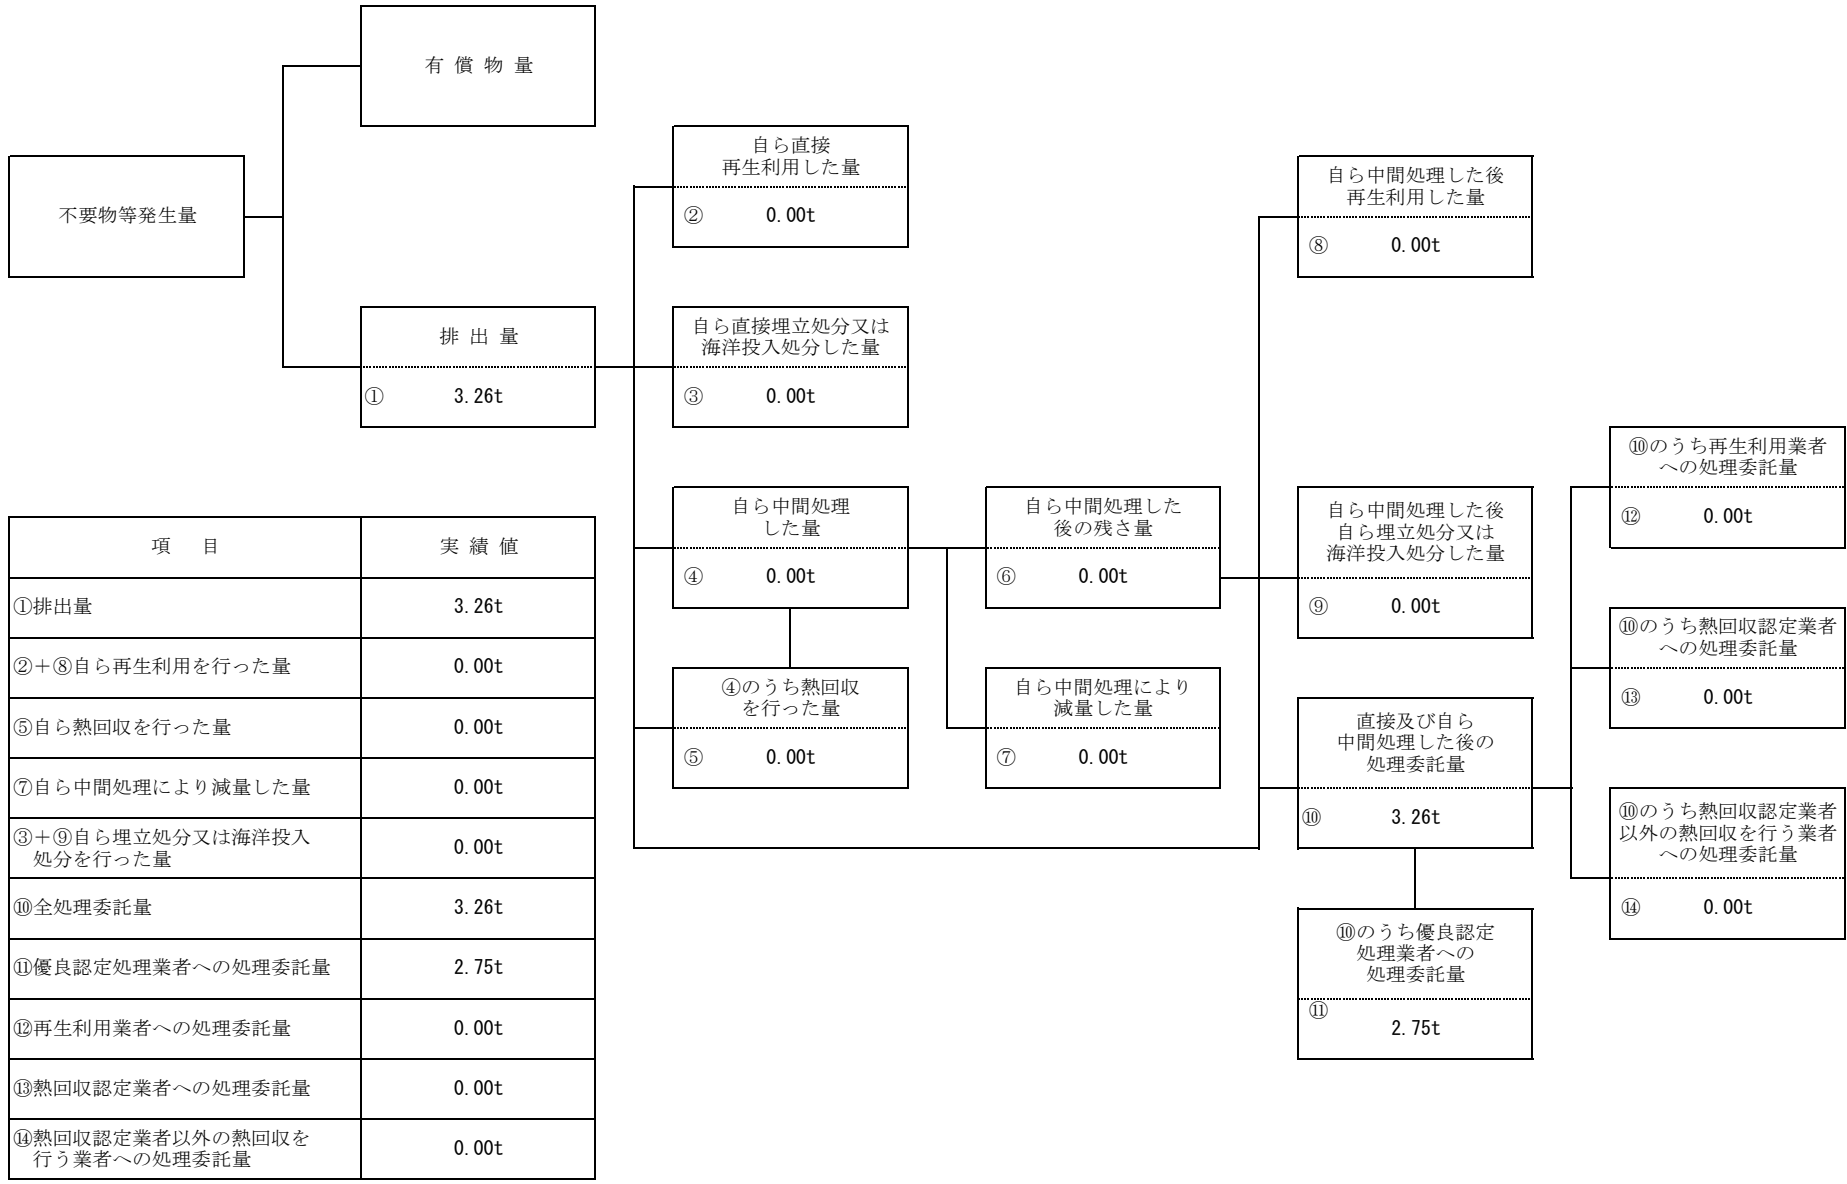 有 償 物 量
不要物等発生量
排 出 量
① 3.26t
自ら直接
再生利用した量
② 0.00t
自ら直接埋立処分又は
海洋投入処分した量
③ 0.00t
自ら中間処理
した量
④ 0.00t
④のうち熱回収
を行った量
⑤ 0.00t
自ら中間処理した
後の残さ量
⑥ 0.00t
自ら中間処理により
減量した量
⑦ 0.00t
自ら中間処理した後
再生利用した量
⑧ 0.00t
自ら中間処理した後
自ら埋立処分又は
海洋投入処分した量
⑨ 0.00t
直接及び自ら
中間処理した後の
処理委託量
⑩ 3.26t
⑩のうち優良認定
処理業者への
処理委託量
⑪
2.75t
⑩のうち再生利用業者
への処理委託量
⑫ 0.00t
⑩のうち熱回収認定業者
への処理委託量
⑬ 0.00t
⑩のうち熱回収認定業者
以外の熱回収を行う業者
への処理委託量
⑭ 0.00t
項 目 実 績 値
①排出量 3.26t
②＋⑧自ら再生利用を行った量 0.00t
⑤自ら熱回収を行った量 0.00t
⑦自ら中間処理により減量した量 0.00t
③＋⑨自ら埋立処分又は海洋投入
処分を行った量 0.00t
⑩全処理委託量 3.26t
⑪優良認定処理業者への処理委託量 2.75t
⑫再生利用業者への処理委託量 0.00t
⑬熱回収認定業者への処理委託量 0.00t
⑭熱回収認定業者以外の熱回収を
行う業者への処理委託量 0.00t